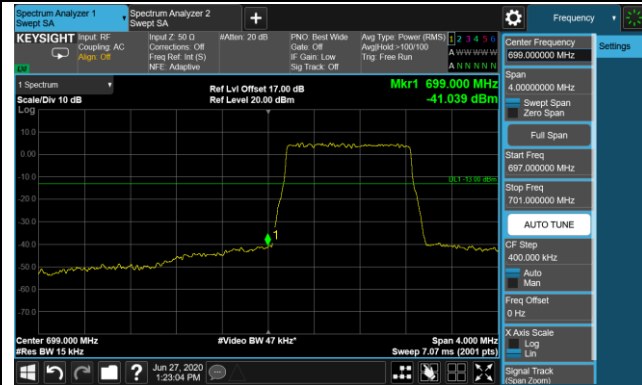 Spectrum Analyzer 1
Swept SA
Spectrum Analyzer 2
Swept SA
+
Frequency
KEYSIGHT
Input: RF
Coupling: AC
Align: Off
Input Z: 50 Ω
Corrections: Off
Freq Ref: Int (S)
NFE: Adaptive
#Atten: 20 dB
PNO: Best Wide
Gate: Off
IF Gain: Low
Sig Track: Off
Avg Type: Power (RMS)
Avg|Hold:>100/100
Trig: Free Run
1 2 3 4 5 6
A W W W W W
A N N N N N
1 Spectrum
Scale/Div 10 dB
Log
Ref Lvl Offset 17.00 dB
Ref Level 20.00 dBm
Mkr1 699.000 MHz
-41.039 dBm
10.0
0.00
-10.0
-20.0
-30.0
-40.0
-50.0
-60.0
-70.0
DL1 -13.00 dBm
1
Center 699.000 MHz
#Res BW 15 kHz
#Video BW 47 kHz*
Span 4.000 MHz
Sweep 7.07 ms (2001 pts)
Center Frequency
699.000000 MHz
Settings
Span
4.00000000 MHz
Swept Span
Zero Span
Full Span
Start Freq
697.000000 MHz
Stop Freq
701.000000 MHz
AUTO TUNE
CF Step
400.000 kHz
Auto
Man
Freq Offset
0 Hz
X Axis Scale
Log
Lin
Signal Track
(Span Zoom)
?
Jun 27, 2020
1:23:04 PM